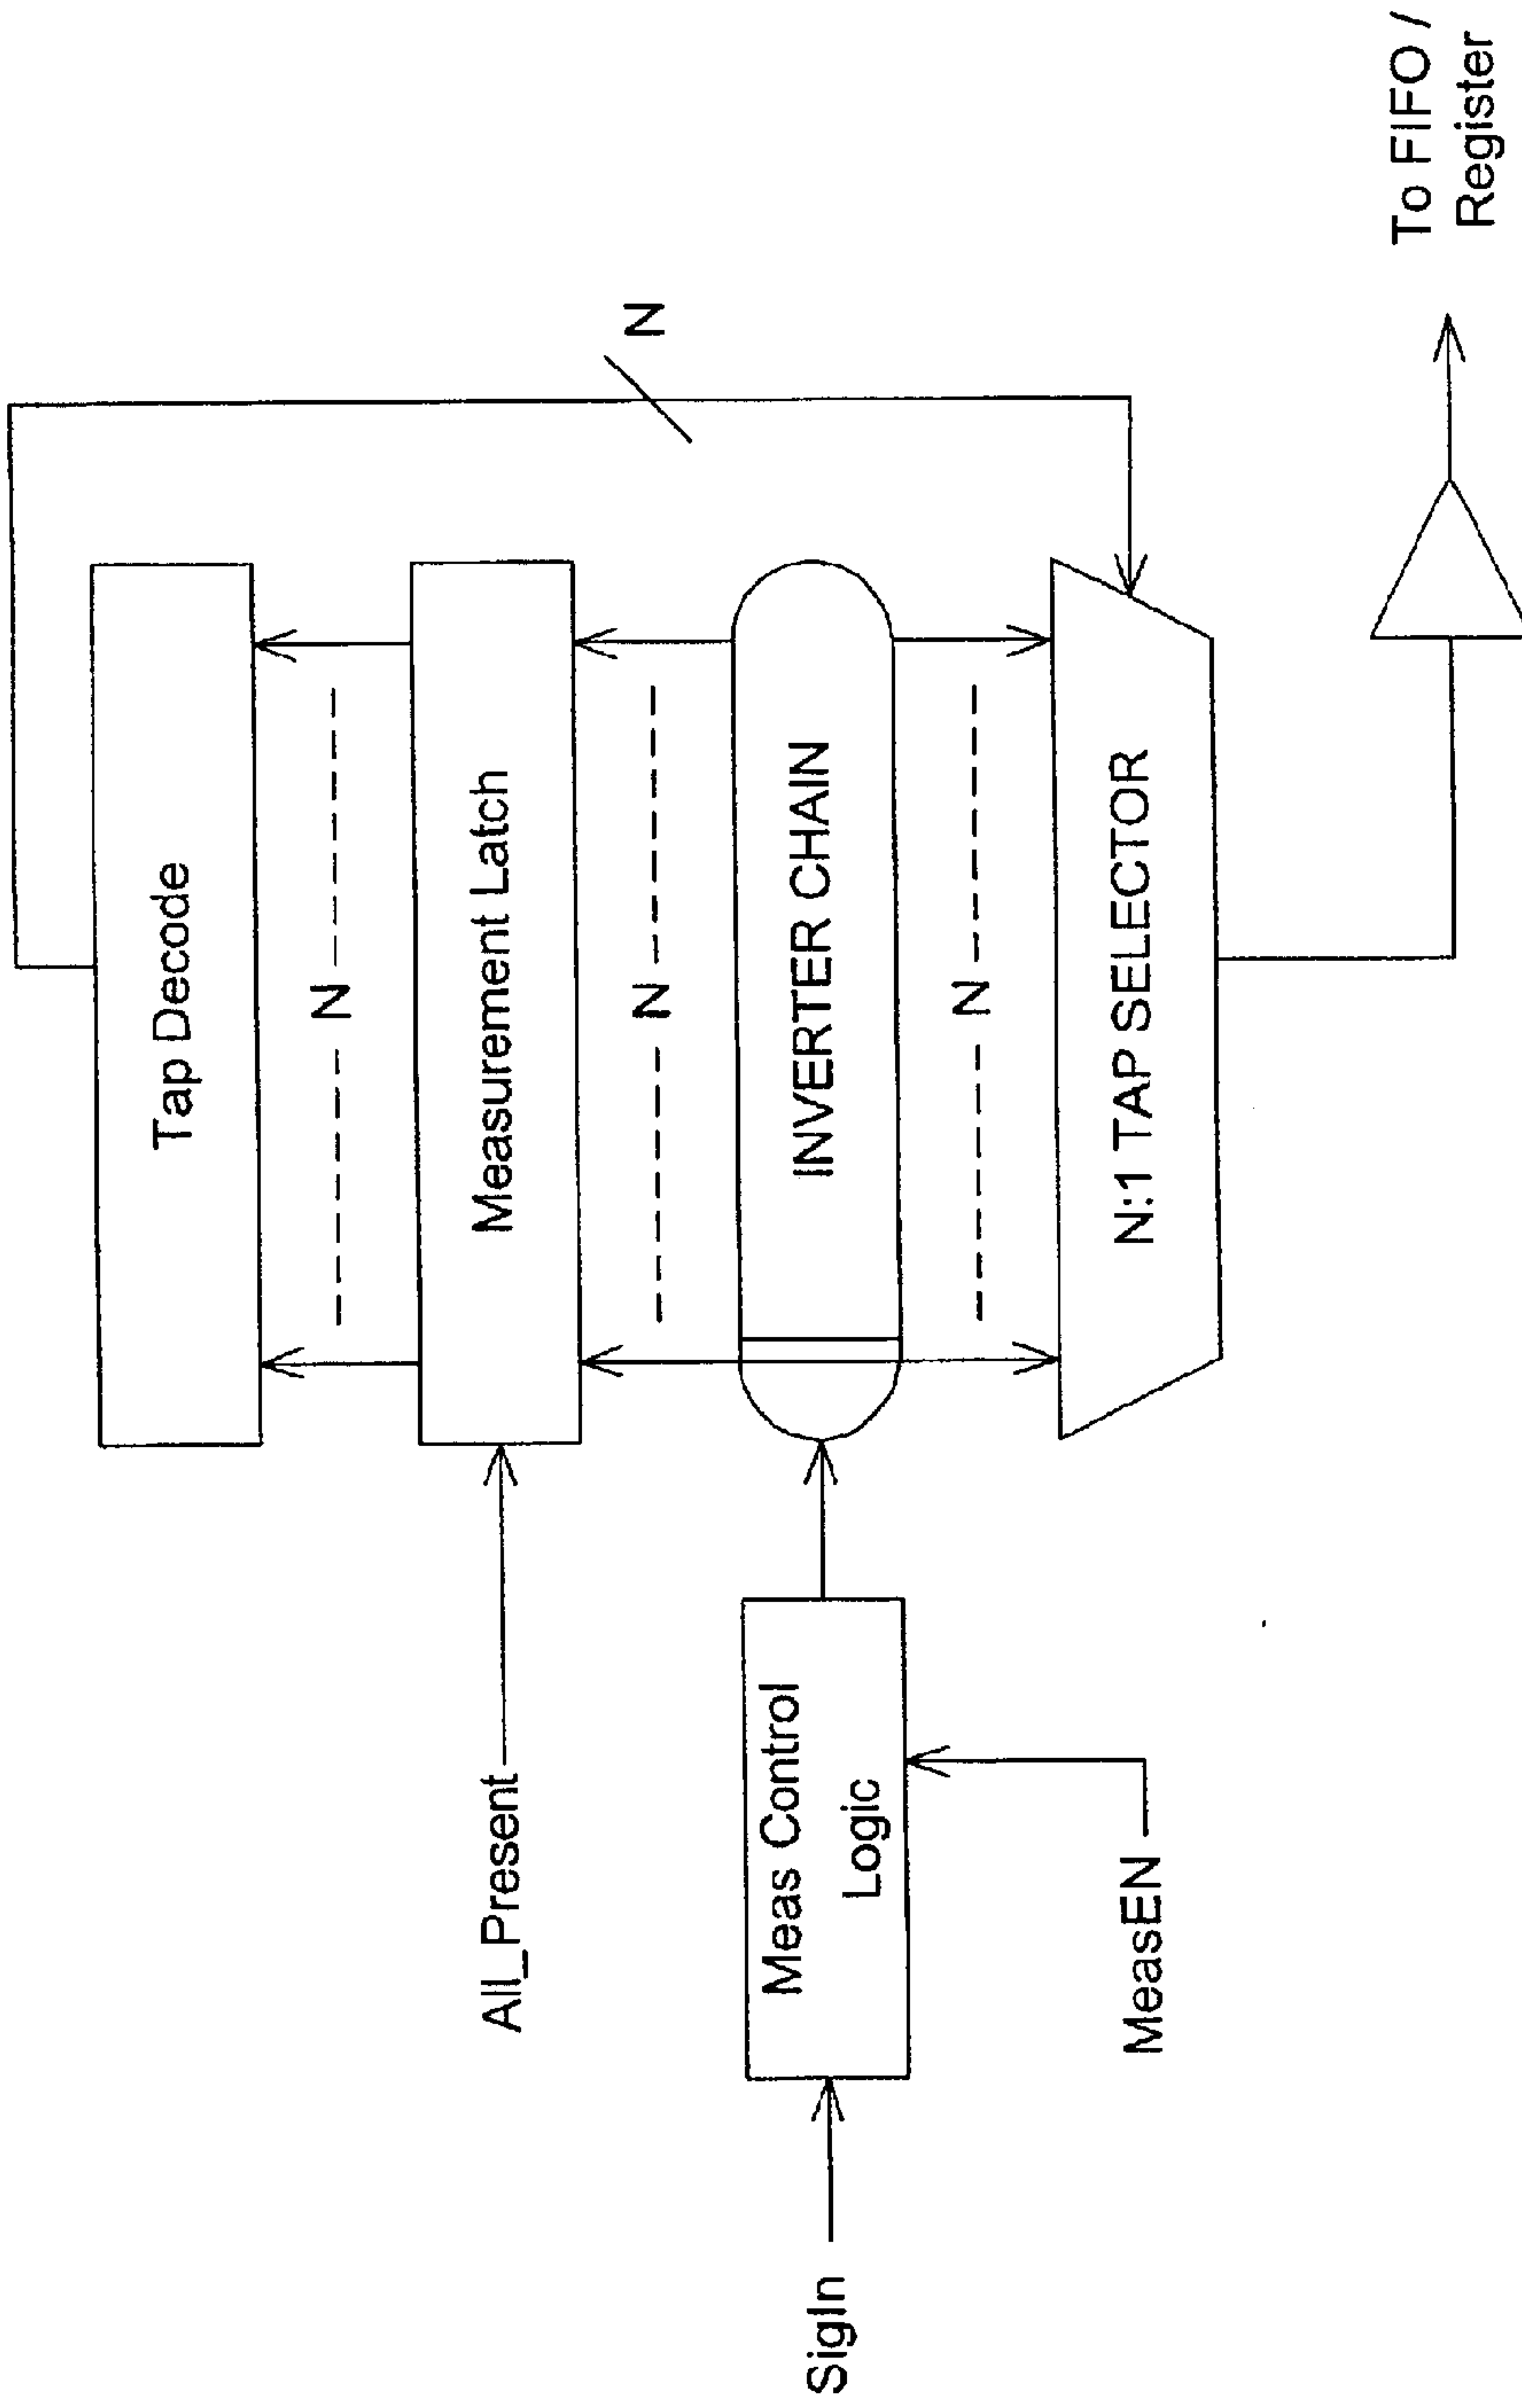 Tap Decode
N
N
All_Present
Measurement Latch
N
SigIn
Meas Control
Logic
INVERTER CHAIN
N
MeasEN
N:1 TAP SELECTOR
To FIFO /
Register